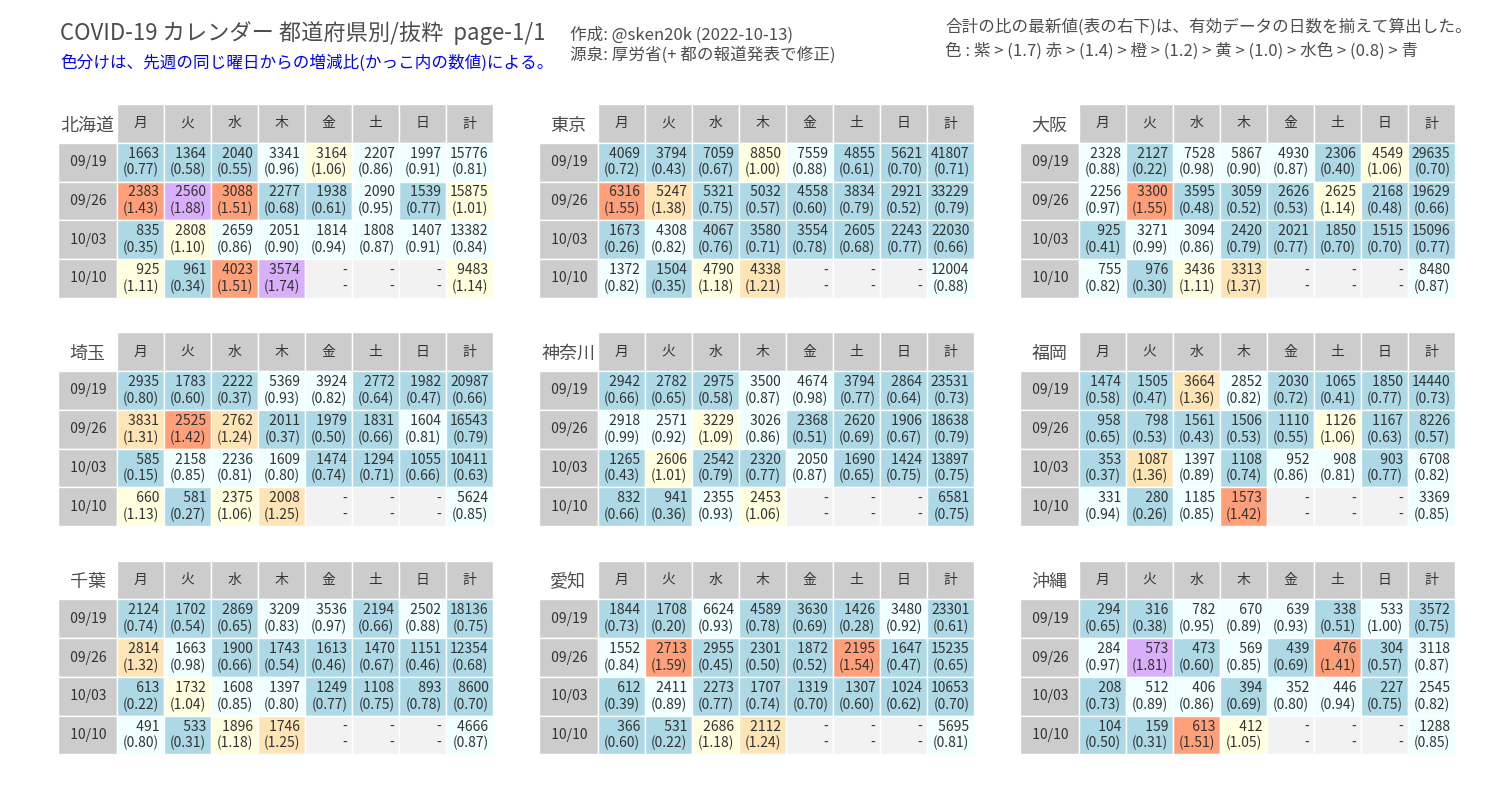 COVID-19 カレンダー 都道府県別/抜粋 page-1/1
色分けは、先週の同じ曜日からの増減比(かっこ内の数値)による。
作成: @sken20k (2022-10-13)
源泉: 厚労省(+ 都の報道発表で修正)
合計の比の最新値(表の右下)は、有効データの日数を揃えて算出した。
色 : 紫 > (1.7) 赤 > (1.4) 橙 > (1.2) 黄 > (1.0) > 水色 > (0.8) > 青
北海道 月 火 水 木 金 土 日 計
09/19 1663 1364 2040 3341 3164 2207 1997 15776
(0.77) (0.58) (0.55) (0.96) (1.06) (0.86) (0.91) (0.81)
09/26 2383 2560 3088 2277 1938 2090 1539 15875
(1.43) (1.88) (1.51) (0.68) (0.61) (0.95) (0.77) (1.01)
10/03 835 2808 2659 2051 1814 1808 1407 13382
(0.35) (1.10) (0.86) (0.90) (0.94) (0.87) (0.91) (0.84)
10/10 925 961 4023 3574 - - - 9483
(1.11) (0.34) (1.51) (1.74) - - - (1.14)
東京 月 火 水 木 金 土 日 計
09/19 4069 3794 7059 8850 7559 4855 5621 41807
(0.72) (0.43) (0.67) (1.00) (0.88) (0.61) (0.70) (0.71)
09/26 6316 5247 5321 5032 4558 3834 2921 33229
(1.55) (1.38) (0.75) (0.57) (0.60) (0.79) (0.52) (0.79)
10/03 1673 4308 4067 3580 3554 2605 2243 22030
(0.26) (0.82) (0.76) (0.71) (0.78) (0.68) (0.77) (0.66)
10/10 1372 1504 4790 4338 - - - 12004
(0.82) (0.35) (1.18) (1.21) - - - (0.88)
大阪 月 火 水 木 金 土 日 計
09/19 2328 2127 7528 5867 4930 2306 4549 29635
(0.88) (0.22) (0.98) (0.90) (0.87) (0.40) (1.06) (0.70)
09/26 2256 3300 3595 3059 2626 2625 2168 19629
(0.97) (1.55) (0.48) (0.52) (0.53) (1.14) (0.48) (0.66)
10/03 925 3271 3094 2420 2021 1850 1515 15096
(0.41) (0.99) (0.86) (0.79) (0.77) (0.70) (0.70) (0.77)
10/10 755 976 3436 3313 - - - 8480
(0.82) (0.30) (1.11) (1.37) - - - (0.87)
埼玉 月 火 水 木 金 土 日 計
09/19 2935 1783 2222 5369 3924 2772 1982 20987
(0.80) (0.60) (0.37) (0.93) (0.82) (0.64) (0.47) (0.66)
09/26 3831 2525 2762 2011 1979 1831 1604 16543
(1.31) (1.42) (1.24) (0.37) (0.50) (0.66) (0.81) (0.79)
10/03 585 2158 2236 1609 1474 1294 1055 10411
(0.15) (0.85) (0.81) (0.80) (0.74) (0.71) (0.66) (0.63)
10/10 660 581 2375 2008 - - - 5624
(1.13) (0.27) (1.06) (1.25) - - - (0.85)
神奈川 月 火 水 木 金 土 日 計
09/19 2942 2782 2975 3500 4674 3794 2864 23531
(0.66) (0.65) (0.58) (0.87) (0.98) (0.77) (0.64) (0.73)
09/26 2918 2571 3229 3026 2368 2620 1906 18638
(0.99) (0.92) (1.09) (0.86) (0.51) (0.69) (0.67) (0.79)
10/03 1265 2606 2542 2320 2050 1690 1424 13897
(0.43) (1.01) (0.79) (0.77) (0.87) (0.65) (0.75) (0.75)
10/10 832 941 2355 2453 - - - 6581
(0.66) (0.36) (0.93) (1.06) - - - (0.75)
福岡 月 火 水 木 金 土 日 計
09/19 1474 1505 3664 2852 2030 1065 1850 14440
(0.58) (0.47) (1.36) (0.82) (0.72) (0.41) (0.77) (0.73)
09/26 958 798 1561 1506 1110 1126 1167 8226
(0.65) (0.53) (0.43) (0.53) (0.55) (1.06) (0.63) (0.57)
10/03 353 1087 1397 1108 952 908 903 6708
(0.37) (1.36) (0.89) (0.74) (0.86) (0.81) (0.77) (0.82)
10/10 331 280 1185 1573 - - - 3369
(0.94) (0.26) (0.85) (1.42) - - - (0.85)
千葉 月 火 水 木 金 土 日 計
09/19 2124 1702 2869 3209 3536 2194 2502 18136
(0.74) (0.54) (0.65) (0.83) (0.97) (0.66) (0.88) (0.75)
09/26 2814 1663 1900 1743 1613 1470 1151 12354
(1.32) (0.98) (0.66) (0.54) (0.46) (0.67) (0.46) (0.68)
10/03 613 1732 1608 1397 1249 1108 893 8600
(0.22) (1.04) (0.85) (0.80) (0.77) (0.75) (0.78) (0.70)
10/10 491 533 1896 1746 - - - 4666
(0.80) (0.31) (1.18) (1.25) - - - (0.87)
愛知 月 火 水 木 金 土 日 計
09/19 1844 1708 6624 4589 3630 1426 3480 23301
(0.73) (0.20) (0.93) (0.78) (0.69) (0.28) (0.92) (0.61)
09/26 1552 2713 2955 2301 1872 2195 1647 15235
(0.84) (1.59) (0.45) (0.50) (0.52) (1.54) (0.47) (0.65)
10/03 612 2411 2273 1707 1319 1307 1024 10653
(0.39) (0.89) (0.77) (0.74) (0.70) (0.60) (0.62) (0.70)
10/10 366 531 2686 2112 - - - 5695
(0.60) (0.22) (1.18) (1.24) - - - (0.81)
沖縄 月 火 水 木 金 土 日 計
09/19 294 316 782 670 639 338 533 3572
(0.65) (0.38) (0.95) (0.89) (0.93) (0.51) (1.00) (0.75)
09/26 284 573 473 569 439 476 304 3118
(0.97) (1.81) (0.60) (0.85) (0.69) (1.41) (0.57) (0.87)
10/03 208 512 406 394 352 446 227 2545
(0.73) (0.89) (0.86) (0.69) (0.80) (0.94) (0.75) (0.82)
10/10 104 159 613 412 - - - 1288
(0.50) (0.31) (1.51) (1.05) - - - (0.85)